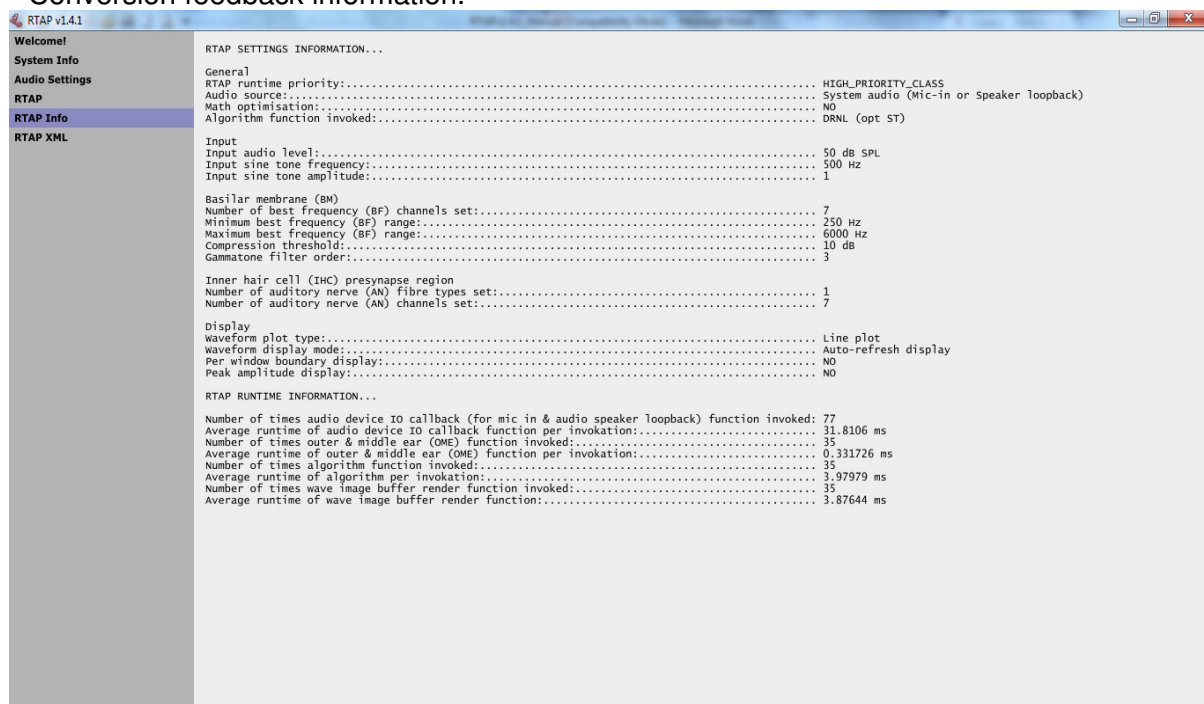 Conversion feedback information.
RTAP v1.4.1
Welcome!
System Info
Audio Settings
RTAP
RTAP Info
RTAP XML
RTAP SETTINGS INFORMATION...
General
RTAP runtime priority:.......................................................................... HIGH_PRIORITY_CLASS
Audio source:................................................................................... System audio (Mic-in or Speaker loopback)
Math optimisation:.............................................................................. NO
Algorithm function invoked:..................................................................... DRNL (opt ST)
Input
Input audio level:.............................................................................. 50 dB SPL
Input sine tone frequency:...................................................................... 500 Hz
Input sine tone amplitude:...................................................................... 1
Basilar membrane (BM)
Number of best frequency (BF) channels set:..................................................... 7
Minimum best frequency (BF) range:.............................................................. 250 Hz
Maximum best frequency (BF) range:.............................................................. 6000 Hz
Compression threshold:.......................................................................... 10 dB
Gammatone filter order:......................................................................... 3
Inner hair cell (IHC) presynapse region
Number of auditory nerve (AN) fibre types set:.................................................. 1
Number of auditory nerve (AN) channels set:..................................................... 7
Display
Waveform plot type:............................................................................. Line plot
Waveform display mode:.......................................................................... Auto-refresh display
Per window boundary display:.................................................................... NO
Peak amplitude display:......................................................................... NO
RTAP RUNTIME INFORMATION...
Number of times audio device IO callback (for mic in & audio speaker loopback) function invoked: 77
Average runtime of audio device IO callback function per invokation:............................ 31.8106 ms
Number of times outer & middle ear (OME) function invoked:...................................... 35
Average runtime of outer & middle ear (OME) function per invokation:............................ 0.331726 ms
Number of times algorithm function invoked:..................................................... 35
Average runtime of algorithm per invokation:.................................................... 3.97979 ms
Number of times wave image buffer render function invoked:...................................... 35
Average runtime of wave image buffer render function:........................................... 3.87644 ms